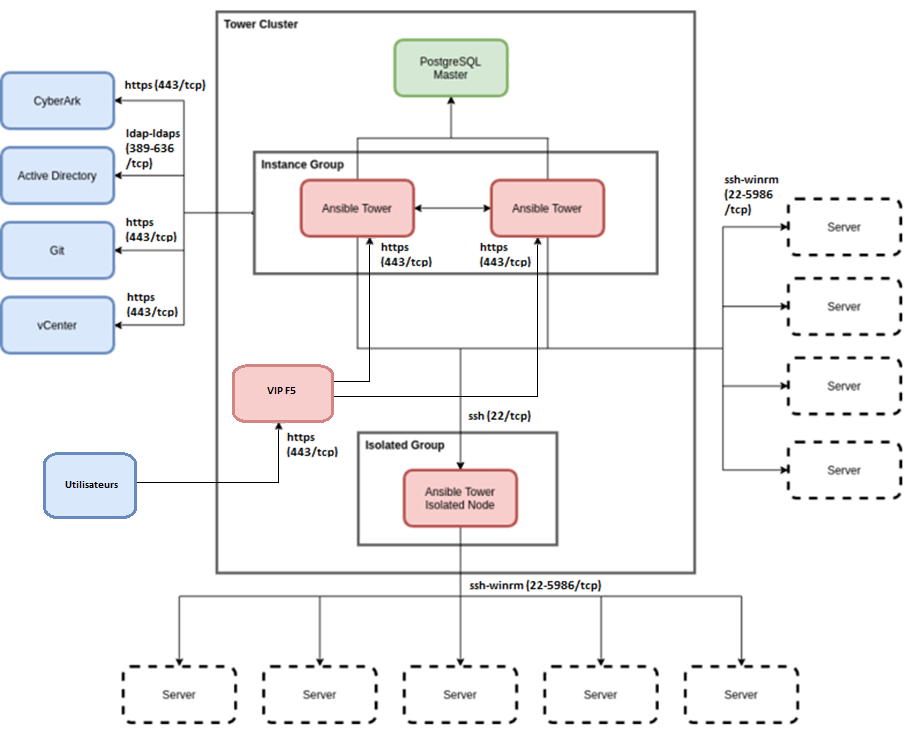 Tower Cluster
PostgreSQL
Master
https (443/tcp)
CyberArk
ldap-ldaps
(389-636
/tcp)
Active Directory
https
(443/tcp)
Git
https
(443/tcp)
vCenter
Instance Group
Ansible Tower
Ansible Tower
https
(443/tcp)
https
(443/tcp)
ssh-winrm
(22-5986
/tcp)
Server
Server
Server
Server
VIP F5
https
(443/tcp)
Utilisateurs
ssh (22/tcp)
Isolated Group
Ansible Tower
Isolated Node
ssh-winrm (22-5986/tcp)
Server
Server
Server
Server
Server